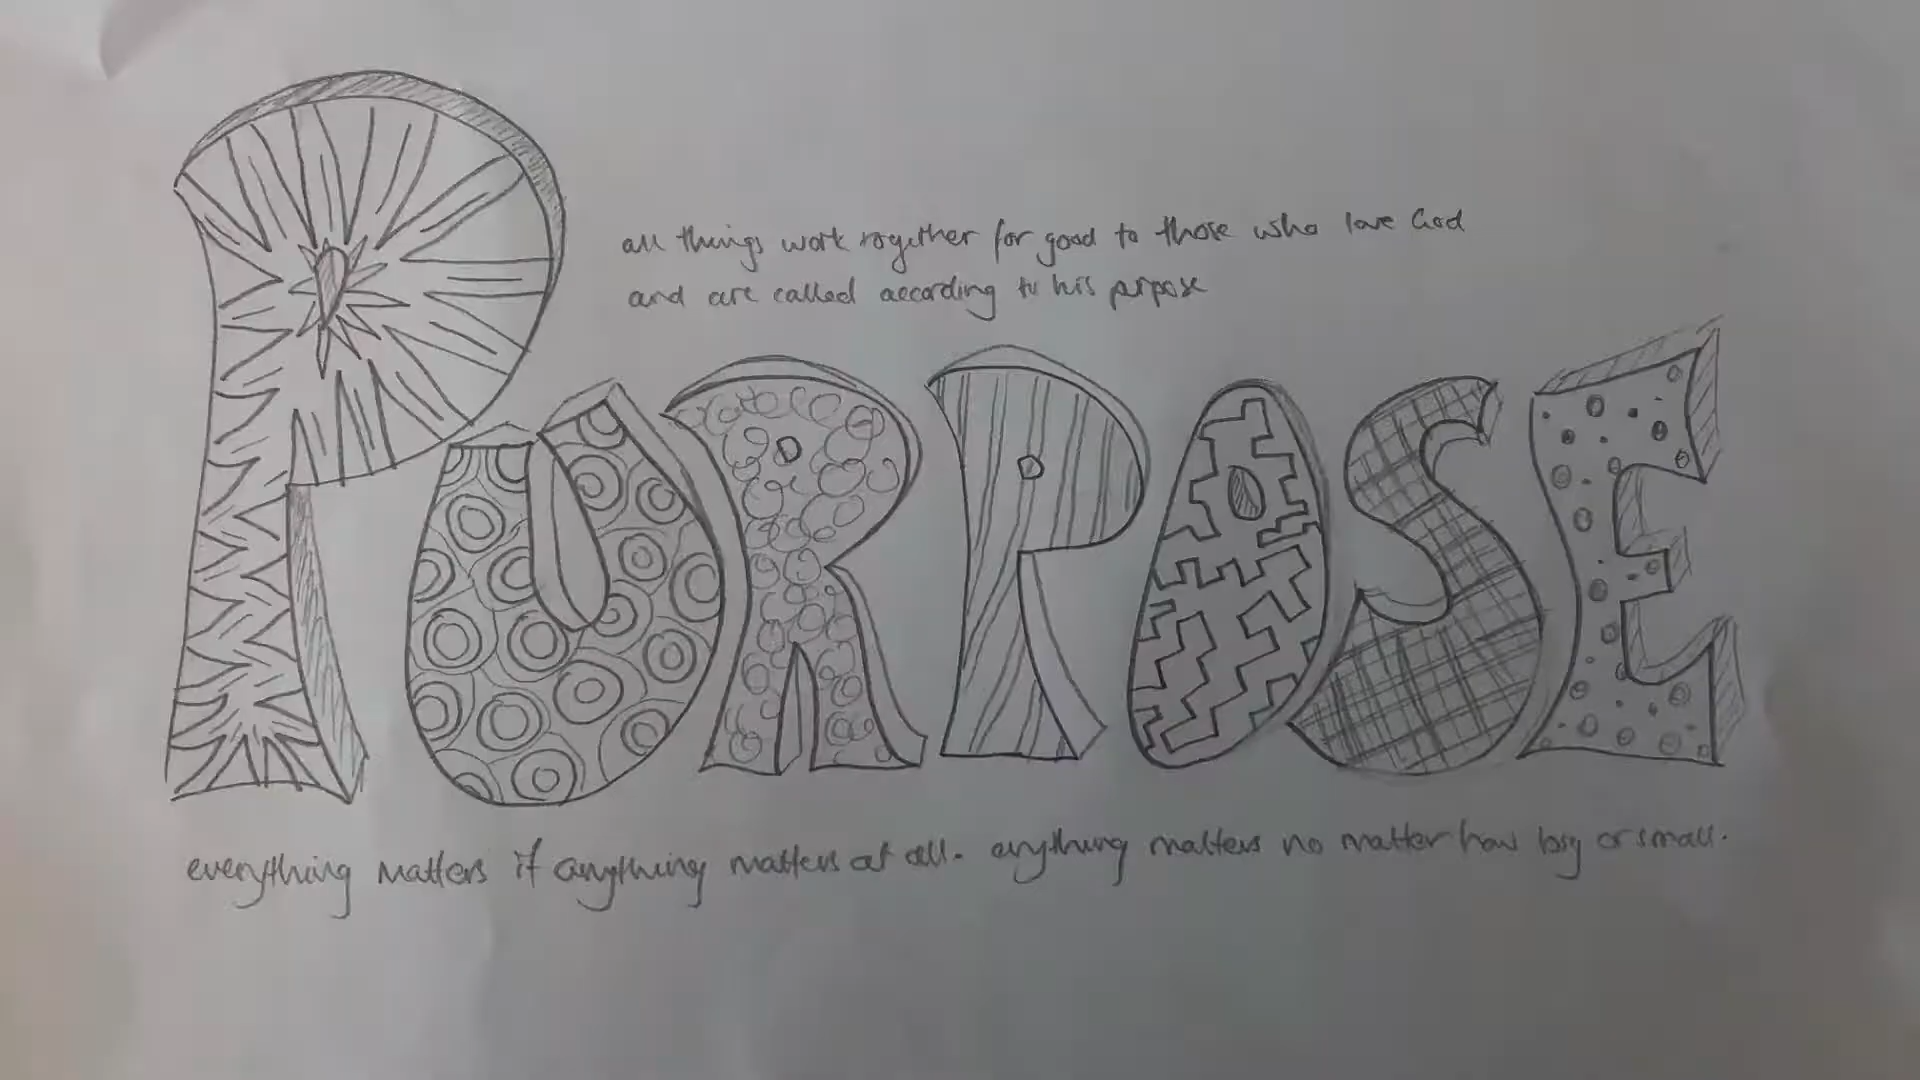 all things work together for good to those who love God
and are called according to his purpose
PURPOSE
everything matters if anything matters at all. anything matters no matter how big or small.